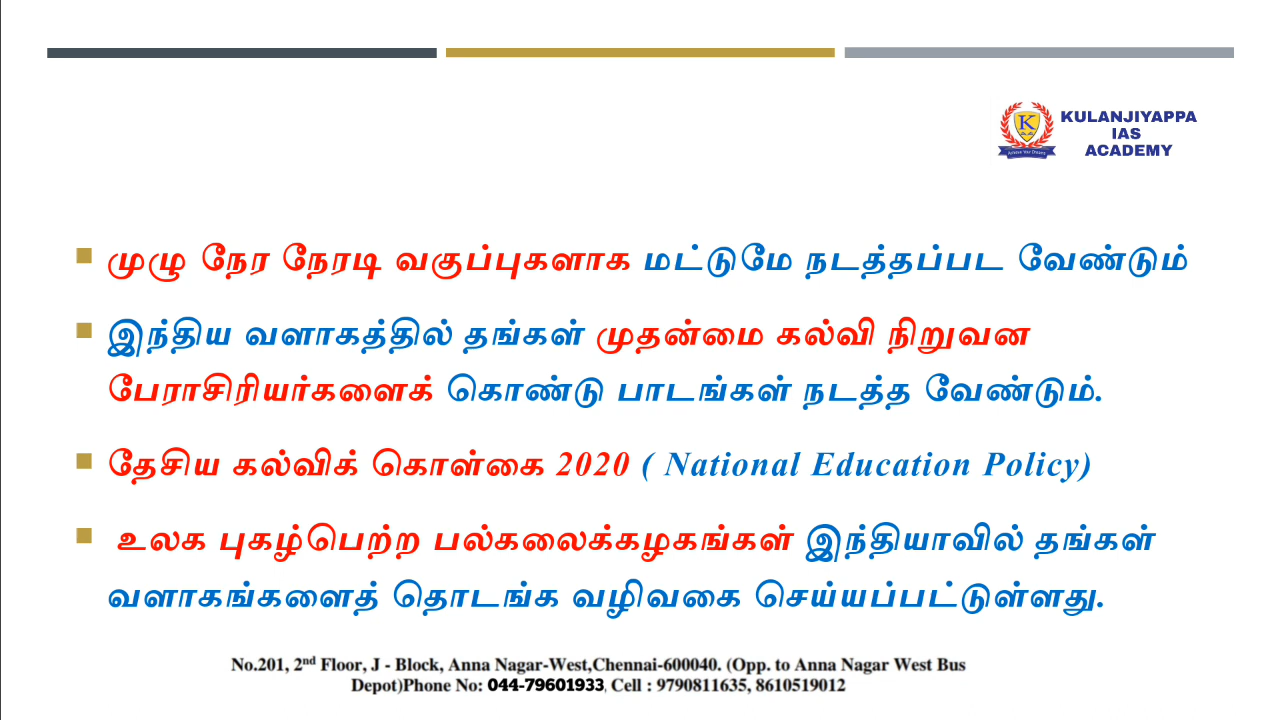 KULANJIYAPPA
IAS
ACADEMY
முழு நேர நேரடி வகுப்புகளாக மட்டுமே நடத்தப்பட வேண்டும்
இந்திய வளாகத்தில் தங்கள் முதன்மை கல்வி நிறுவன
பேராசிரியர்களைக் கொண்டு பாடங்கள் நடத்த வேண்டும்.
தேசிய கல்விக் கொள்கை 2020 ( National Education Policy)
உலக புகழ்பெற்ற பல்கலைக்கழகங்கள் இந்தியாவில் தங்கள்
வளாகங்களைத் தொடங்க வழிவகை செய்யப்பட்டுள்ளது.
No.201, 2nd Floor, J - Block, Anna Nagar-West,Chennai-600040. (Opp. to Anna Nagar West Bus
Depot)Phone No: 044-79601933, Cell : 9790811635, 8610519012